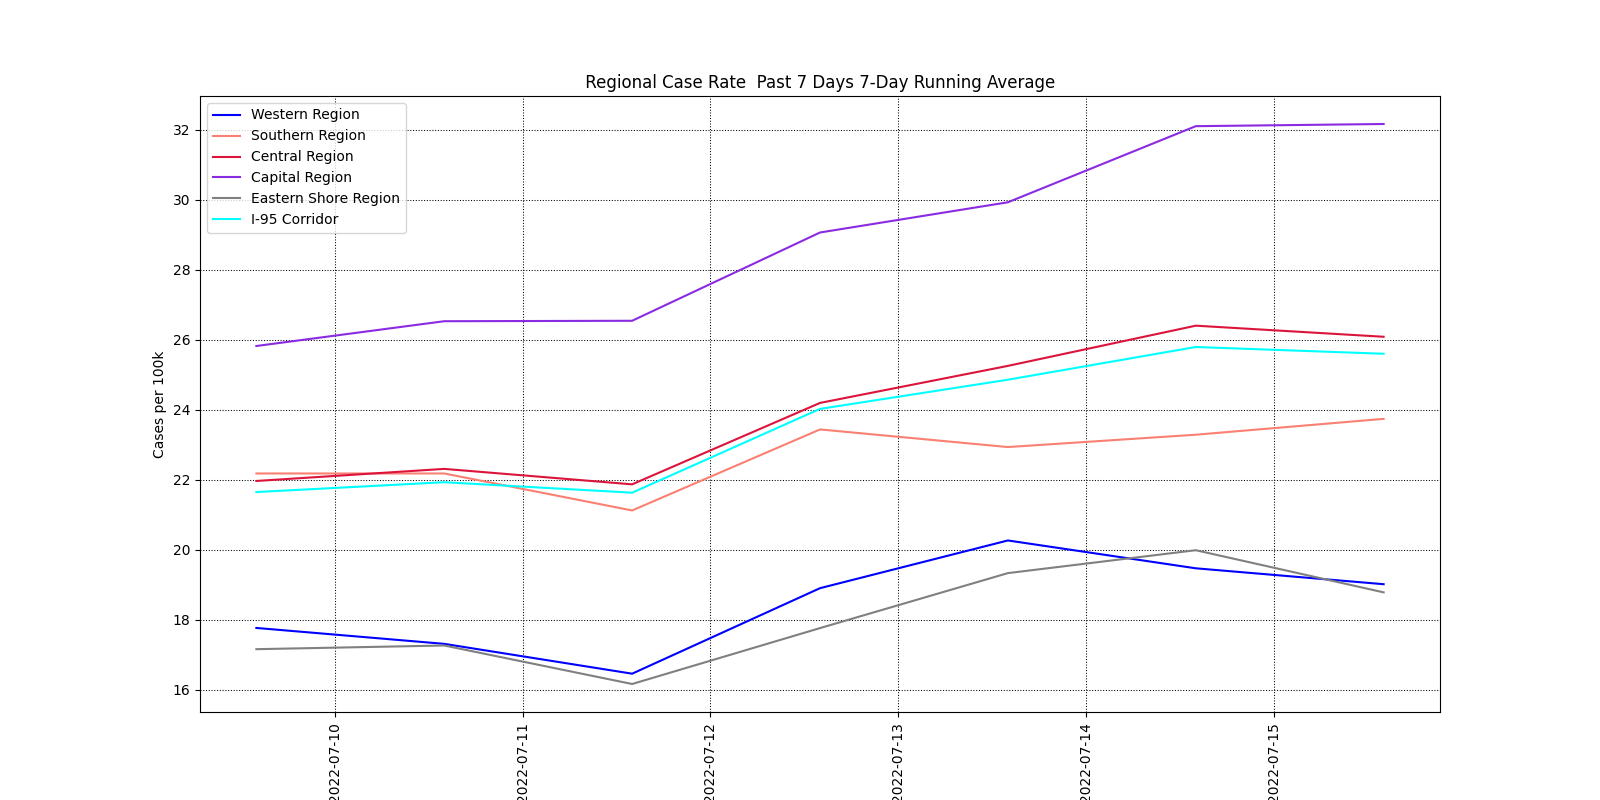 Regional Case Rate  Past 7 Days 7-Day Running Average
Western Region
Southern Region
Central Region
Capital Region
Eastern Shore Region
I-95 Corridor
32
30
28
26
24
22
20
18
16
Cases per 100k
2022-07-10
2022-07-11
2022-07-12
2022-07-13
2022-07-14
2022-07-15